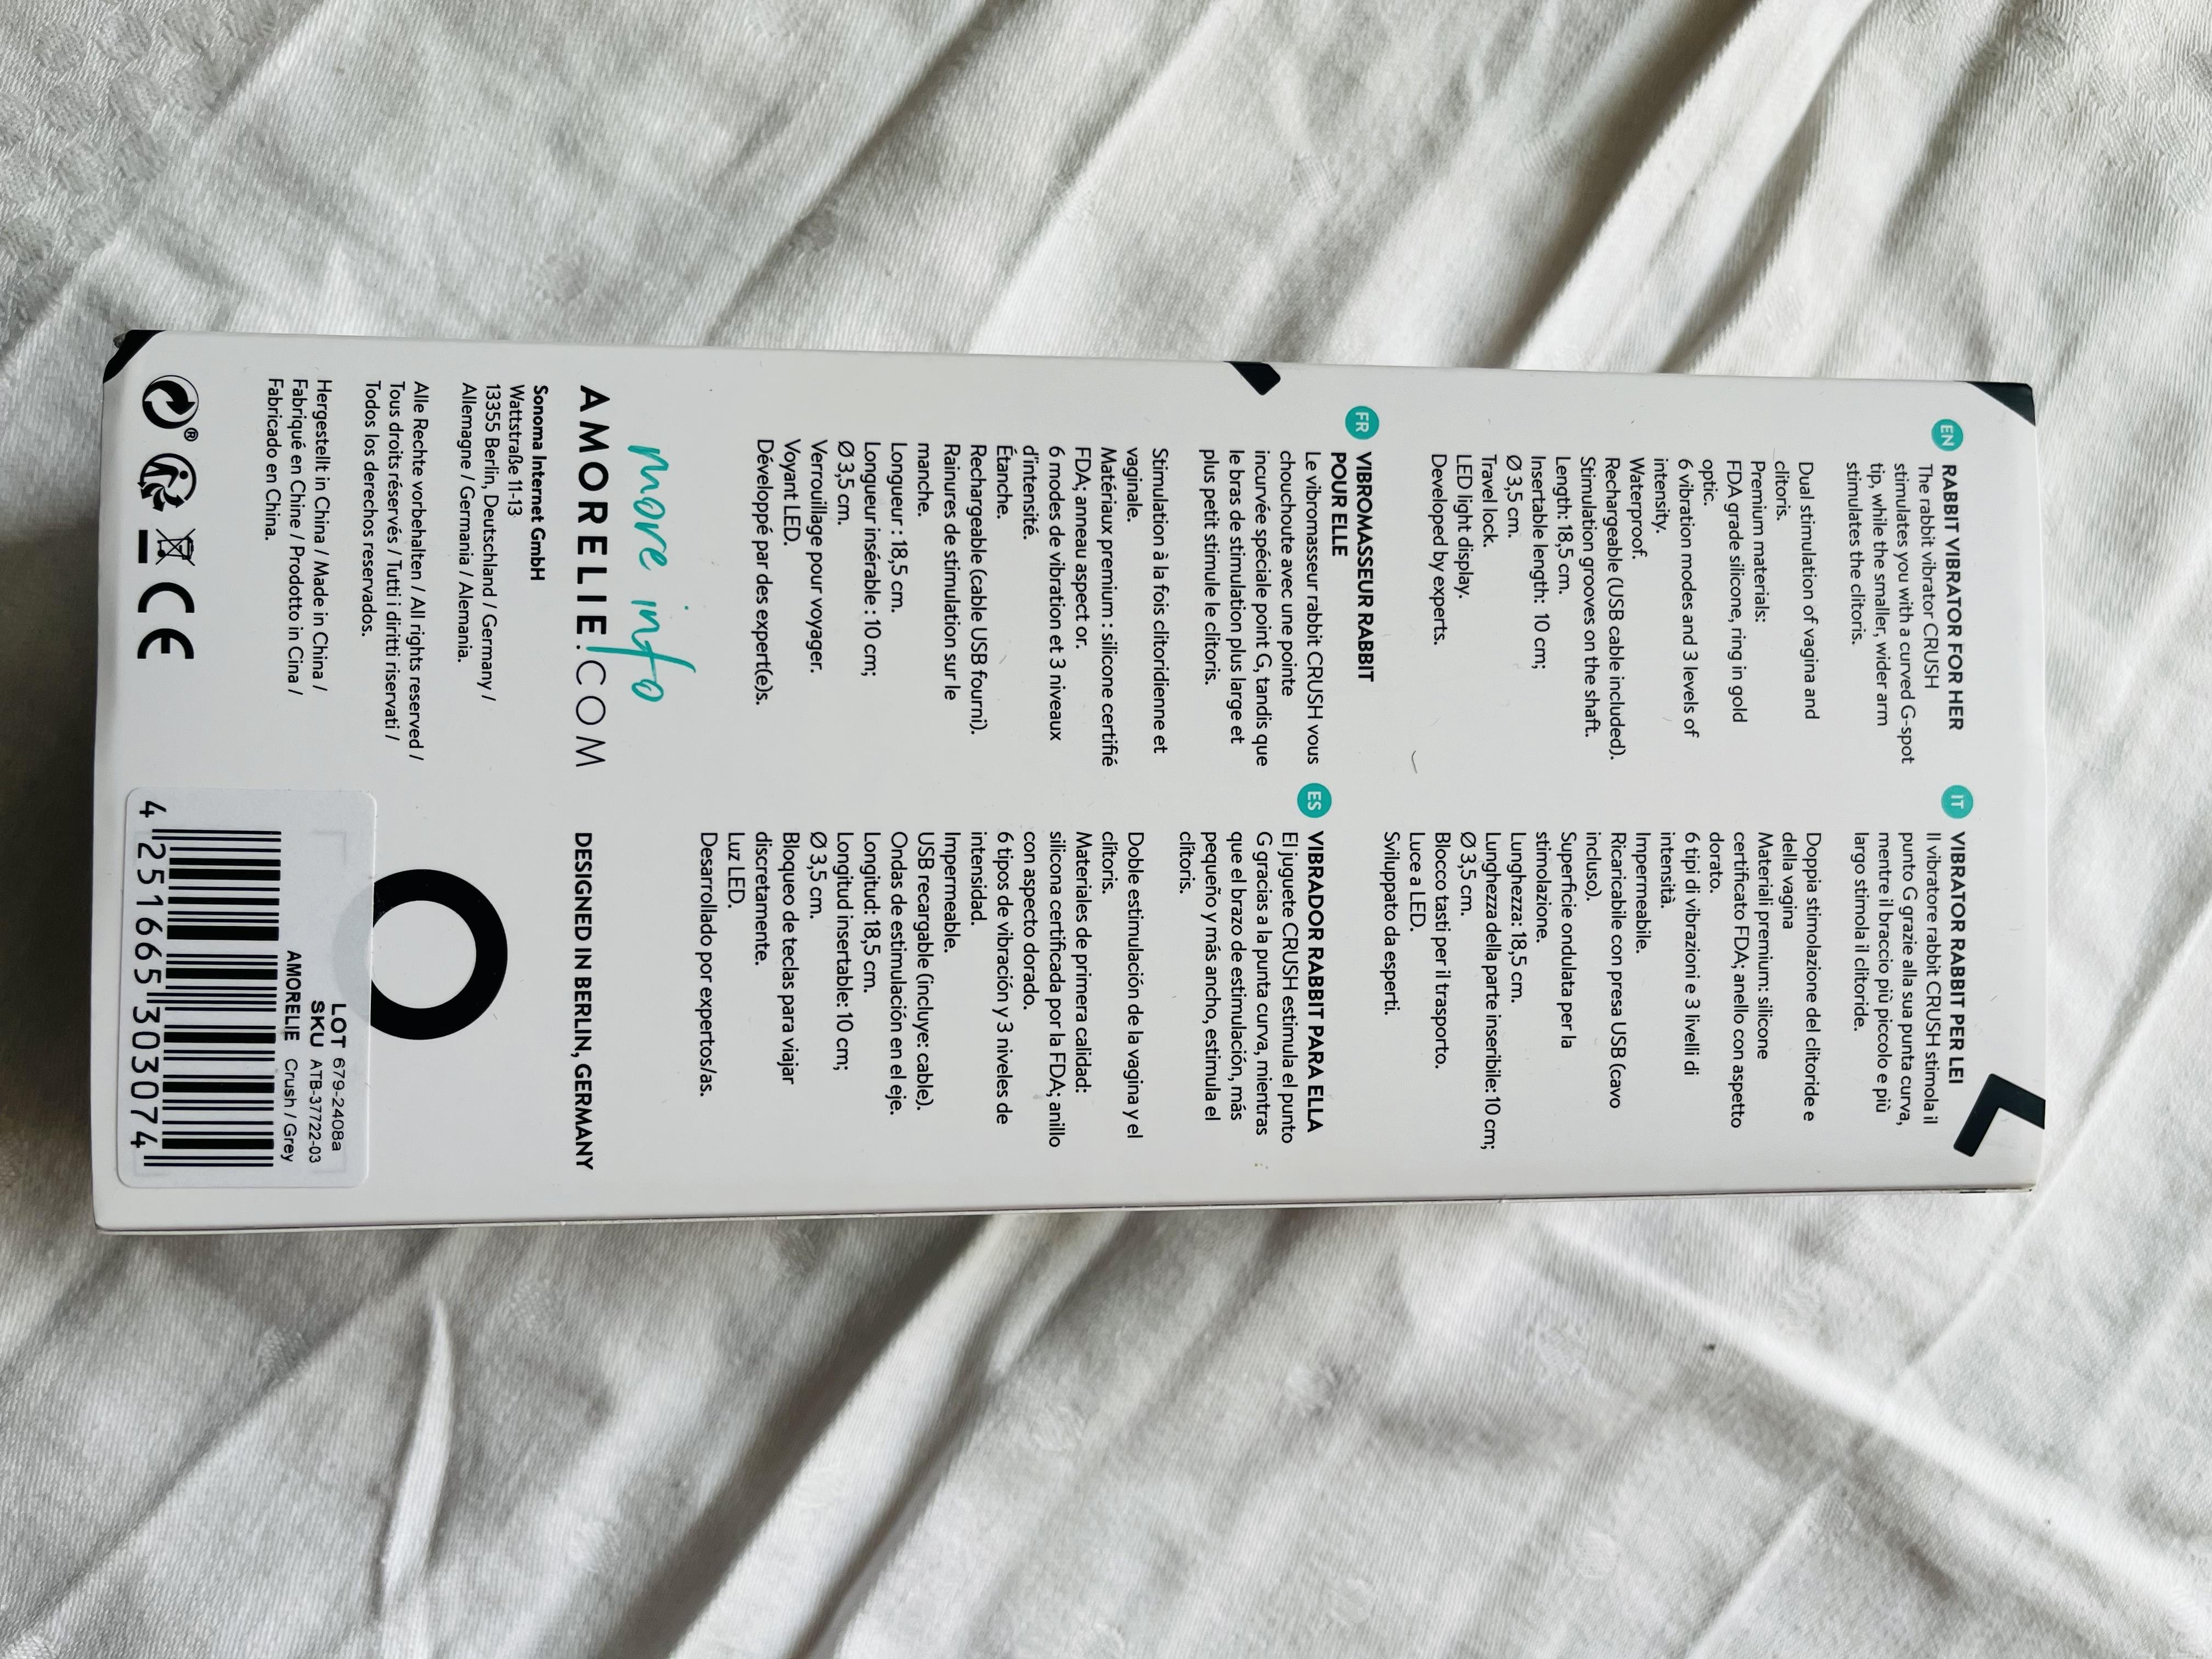 EN RABBIT VIBRATOR FOR HER
The rabbit vibrator CRUSH
stimulates you with a curved G-spot
tip, while the smaller, wider arm
stimulates the clitoris.
Dual stimulation of vagina and
clitoris.
Premium materials:
FDA grade silicone, ring in gold
optic.
6 vibration modes and 3 levels of
intensity.
Waterproof.
Rechargeable (USB cable included).
Stimulation grooves on the shaft.
Length: 18,5 cm.
Insertable length: 10 cm;
Ø 3,5 cm.
Travel lock.
LED light display.
Developed by experts.
FR VIBROMASSEUR RABBIT
POUR ELLE
Le vibromasseur rabbit CRUSH vous
chouchoute avec une pointe
incurvée spéciale point G, tandis que
le bras de stimulation plus large et
plus petit stimule le clitoris.
Stimulation à la fois clitoridienne et
vaginale.
Matériaux premium : silicone certifié
FDA; anneau aspect or.
6 modes de vibration et 3 niveaux
d'intensité.
Étanche.
Rechargeable (cable USB fourni).
Rainures de stimulation sur le
manche.
Longueur : 18,5 cm.
Longueur insérable : 10 cm;
Ø 3,5 cm.
Verrouillage pour voyager.
Voyant LED.
Développé par des expert(e)s.
IT VIBRATOR RABBIT PER LEI
Il vibratore rabbit CRUSH stimola il
punto G grazie alla sua punta curva,
mentre il braccio più piccolo e più
largo stimola il clitoride.
Doppia stimolazione del clitoride e
della vagina
Materiali premium: silicone
certificato FDA; anello con aspetto
dorato.
6 tipi di vibrazioni e 3 livelli di
intensità.
Impermeabile.
Ricaricabile con presa USB (cavo
incluso).
Superficie ondulata per la
stimolazione.
Lunghezza: 18,5 cm.
Lunghezza della parte inseribile: 10 cm;
Ø 3,5 cm.
Blocco tasti per il trasporto.
Luce a LED.
Sviluppato da esperti.
ES VIBRADOR RABBIT PARA ELLA
El juguete CRUSH estimula el punto
G gracias a la punta curva, mientras
que el brazo de estimulación, más
pequeño y más ancho, estimula el
clítoris.
Doble estimulación de la vagina y el
clítoris.
Materiales de primera calidad:
silicona certificada por la FDA; anillo
con aspecto dorado.
6 tipos de vibración y 3 niveles de
intensidad.
Impermeable.
USB recargable (incluye: cable).
Ondas de estimulación en el eje.
Longitud: 18,5 cm.
Longitud insertable: 10 cm;
Ø 3,5 cm.
Bloqueo de teclas para viajar
discretamente.
Luz LED.
Desarrollado por expertos/as.
more info
AMORELIE.COM
DESIGNED IN BERLIN, GERMANY
Sonoma Internet GmbH
Wattstraße 11-13
13355 Berlin, Deutschland / Germany /
Allemagne / Germania / Alemania.
Alle Rechte vorbehalten / All rights reserved /
Tous droits réservés / Tutti i diritti riservati /
Todos los derechos reservados.
Hergestellt in China / Made in China /
Fabriqué en Chine / Prodotto in Cina /
Fabricado en China.
® CE
LOT 679-2408a
SKU ATB-37722-03
AMORELIE Crush / Grey
4 251665 303074